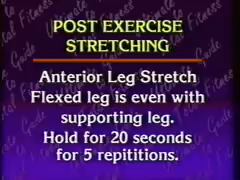 POST EXERCISE
STRETCHING
Anterior Leg Stretch
Flexed leg is even with
supporting leg.
Hold for 20 seconds
for 5 repititions.